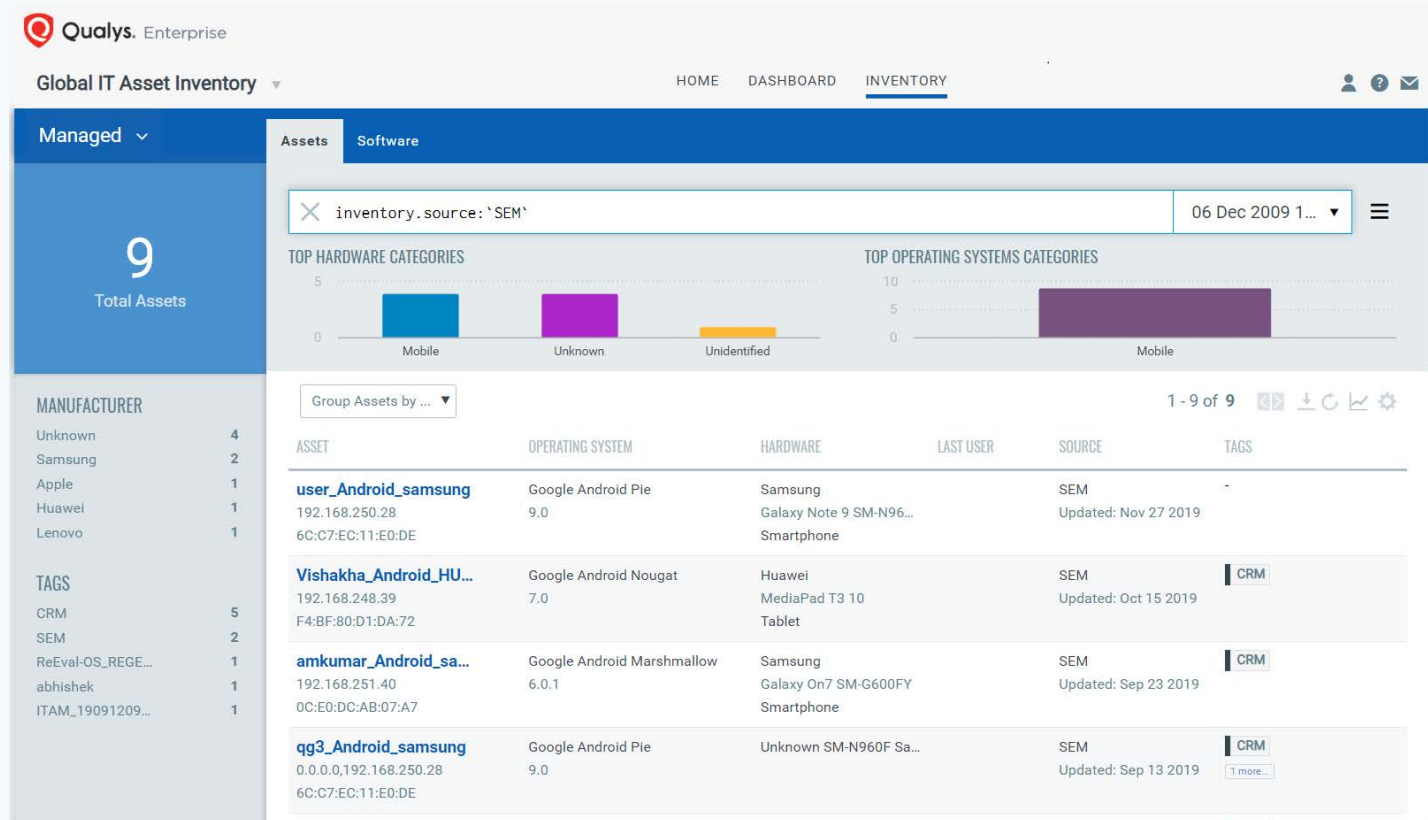 Qualys. Enterprise
Global IT Asset Inventory
HOME DASHBOARD INVENTORY
Managed
Assets Software
9
Total Assets
inventory.source:`SEM`
06 Dec 2009 1...
TOP HARDWARE CATEGORIES
5
0
Mobile Unknown Unidentified
TOP OPERATING SYSTEMS CATEGORIES
10
5
0
Mobile
MANUFACTURER
Unknown 4
Samsung 2
Apple 1
Huawei 1
Lenovo 1
TAGS
CRM 5
SEM 2
ReEval-OS_REGE... 1
abhishek 1
ITAM_19091209... 1
Group Assets by ...
1 - 9 of 9
ASSET OPERATING SYSTEM HARDWARE LAST USER SOURCE TAGS
user_Android_samsung Google Android Pie Samsung SEM -
192.168.250.28 9.0 Galaxy Note 9 SM-N96... Updated: Nov 27 2019
6C:C7:EC:11:E0:DE Smartphone
Vishakha_Android_HU... Google Android Nougat Huawei SEM CRM
192.168.248.39 7.0 MediaPad T3 10 Updated: Oct 15 2019
F4:BF:80:D1:DA:72 Tablet
amkumar_Android_sa... Google Android Marshmallow Samsung SEM CRM
192.168.251.40 6.0.1 Galaxy On7 SM-G600FY Updated: Sep 23 2019
0C:E0:DC:AB:07:A7 Smartphone
qg3_Android_samsung Google Android Pie Unknown SM-N960F Sa... SEM CRM
0.0.0.0,192.168.250.28 9.0 Updated: Sep 13 2019 1 more...
6C:C7:EC:11:E0:DE